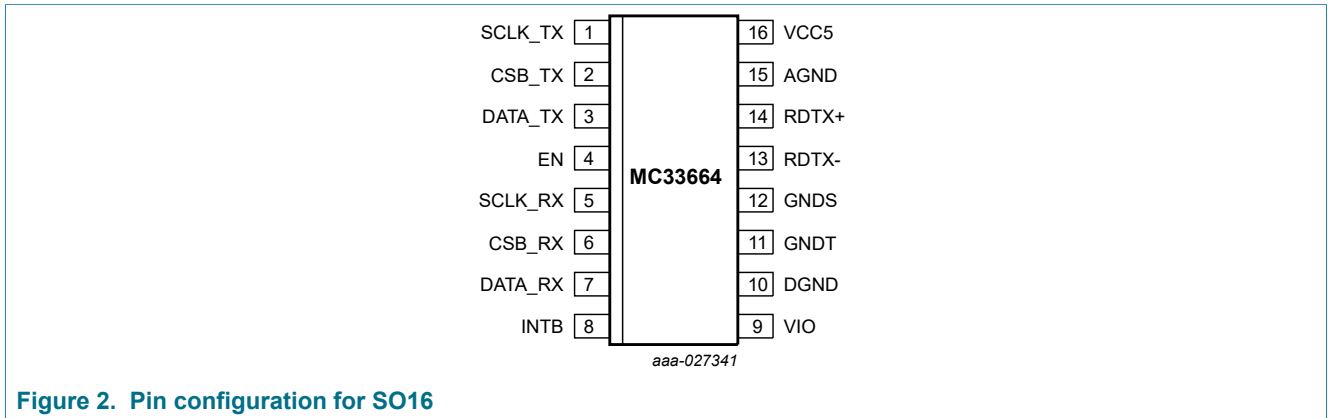 SCLK_TX 1 16 VCC5
CSB_TX 2 15 AGND
DATA_TX 3 14 RDTX+
EN 4 13 RDTX-
MC33664
SCLK_RX 5 12 GNDS
CSB_RX 6 11 GNDT
DATA_RX 7 10 DGND
INTB 8 9 VIO
aaa-027341
Figure 2. Pin configuration for SO16